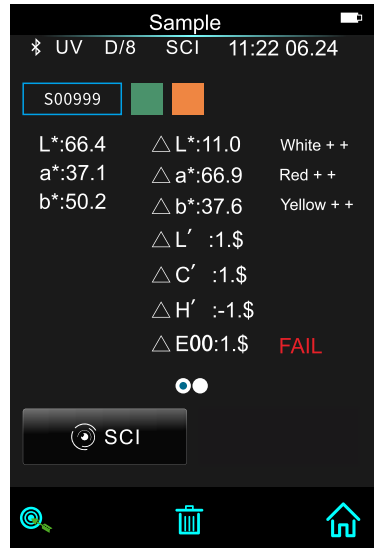 Sample
UV D/8 SCI 11:22 06.24
S00999
L*:66.4 △L*:11.0 White + +
a*:37.1 △a*:66.9 Red + +
b*:50.2 △b*:37.6 Yellow + +
△L′ :1.$
△C′ :1.$
△H′ :-1.$
△E00:1.$ FAIL
SCI